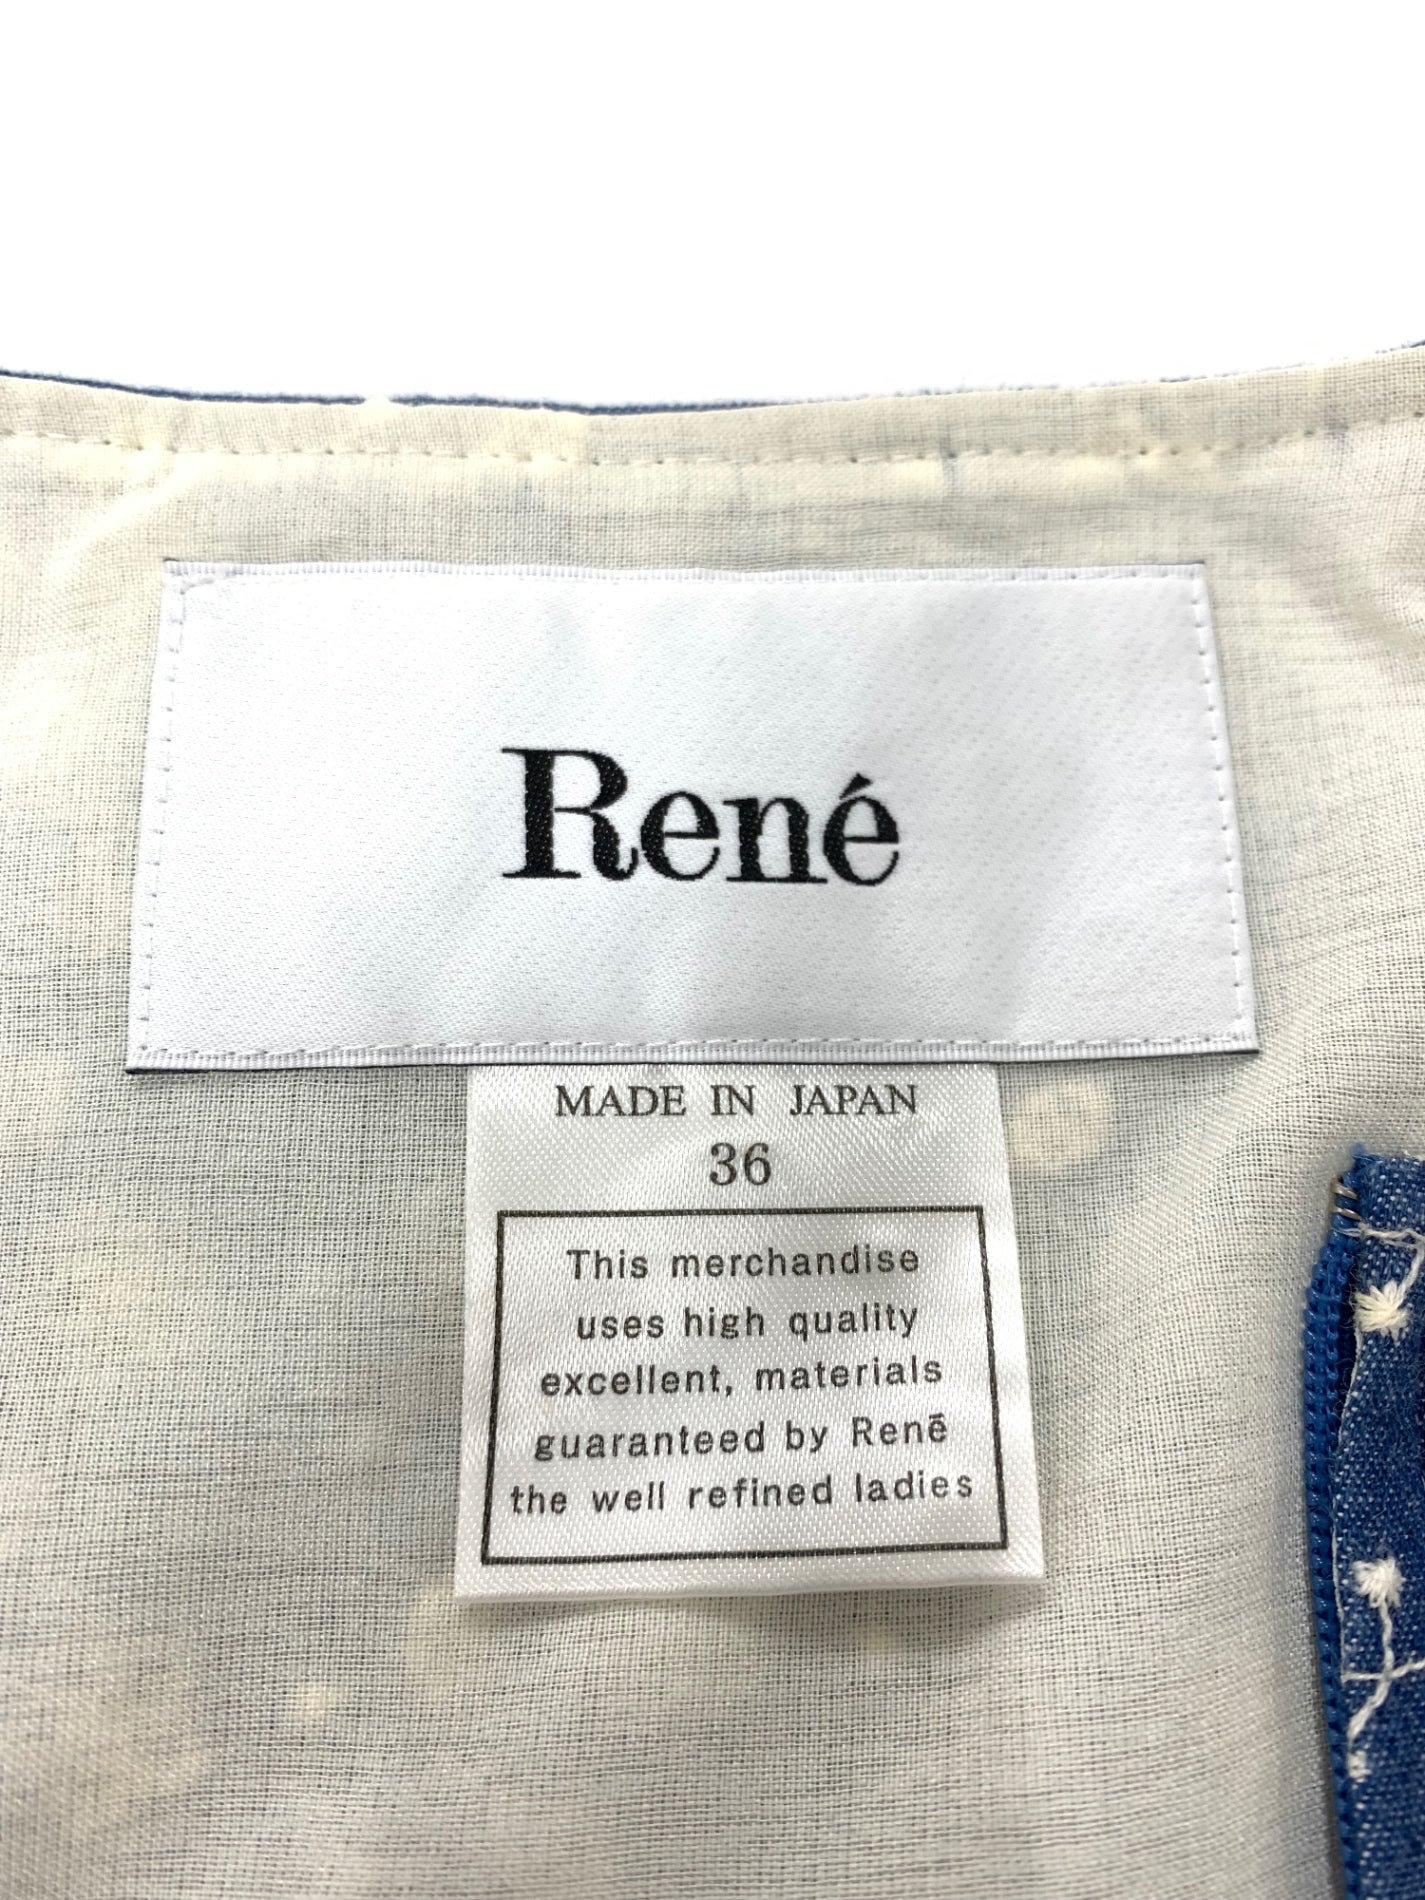 René
MADE IN JAPAN
36
This merchandise
uses high quality
excellent, materials
guaranteed by Renē
the well refined ladies